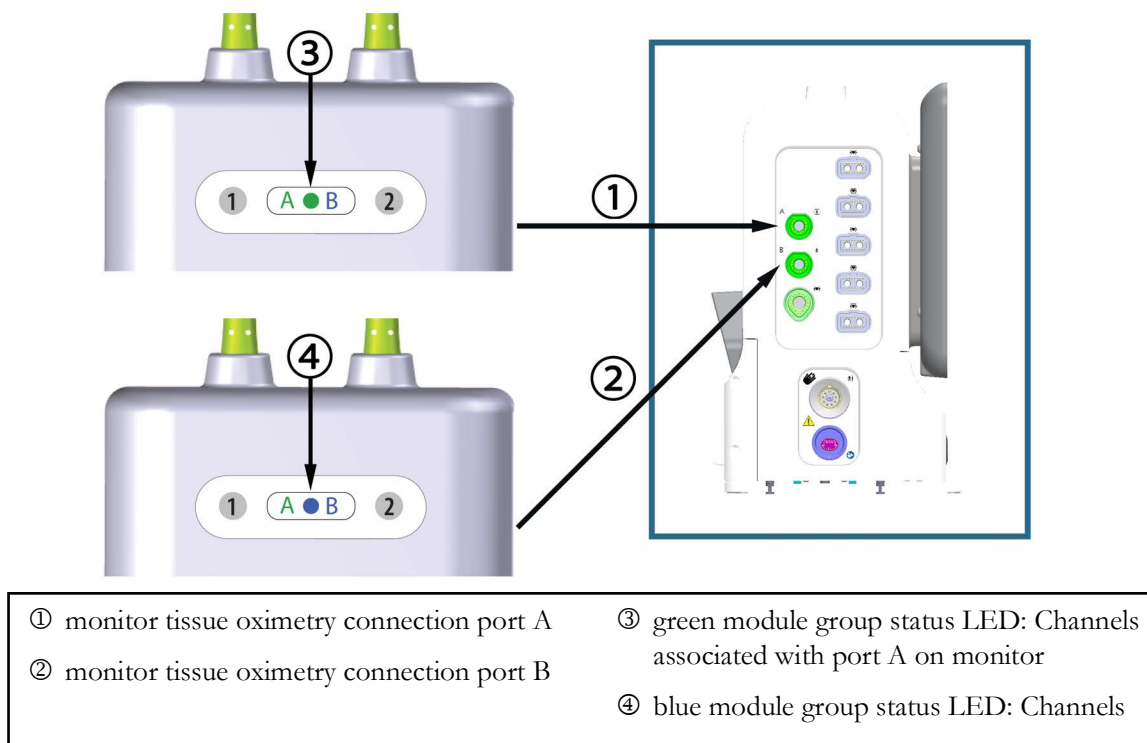 ③
1 A B 2
①
A
B
④
②
1 A B 2
① monitor tissue oximetry connection port A
② monitor tissue oximetry connection port B
③ green module group status LED: Channels
associated with port A on monitor
④ blue module group status LED: Channels